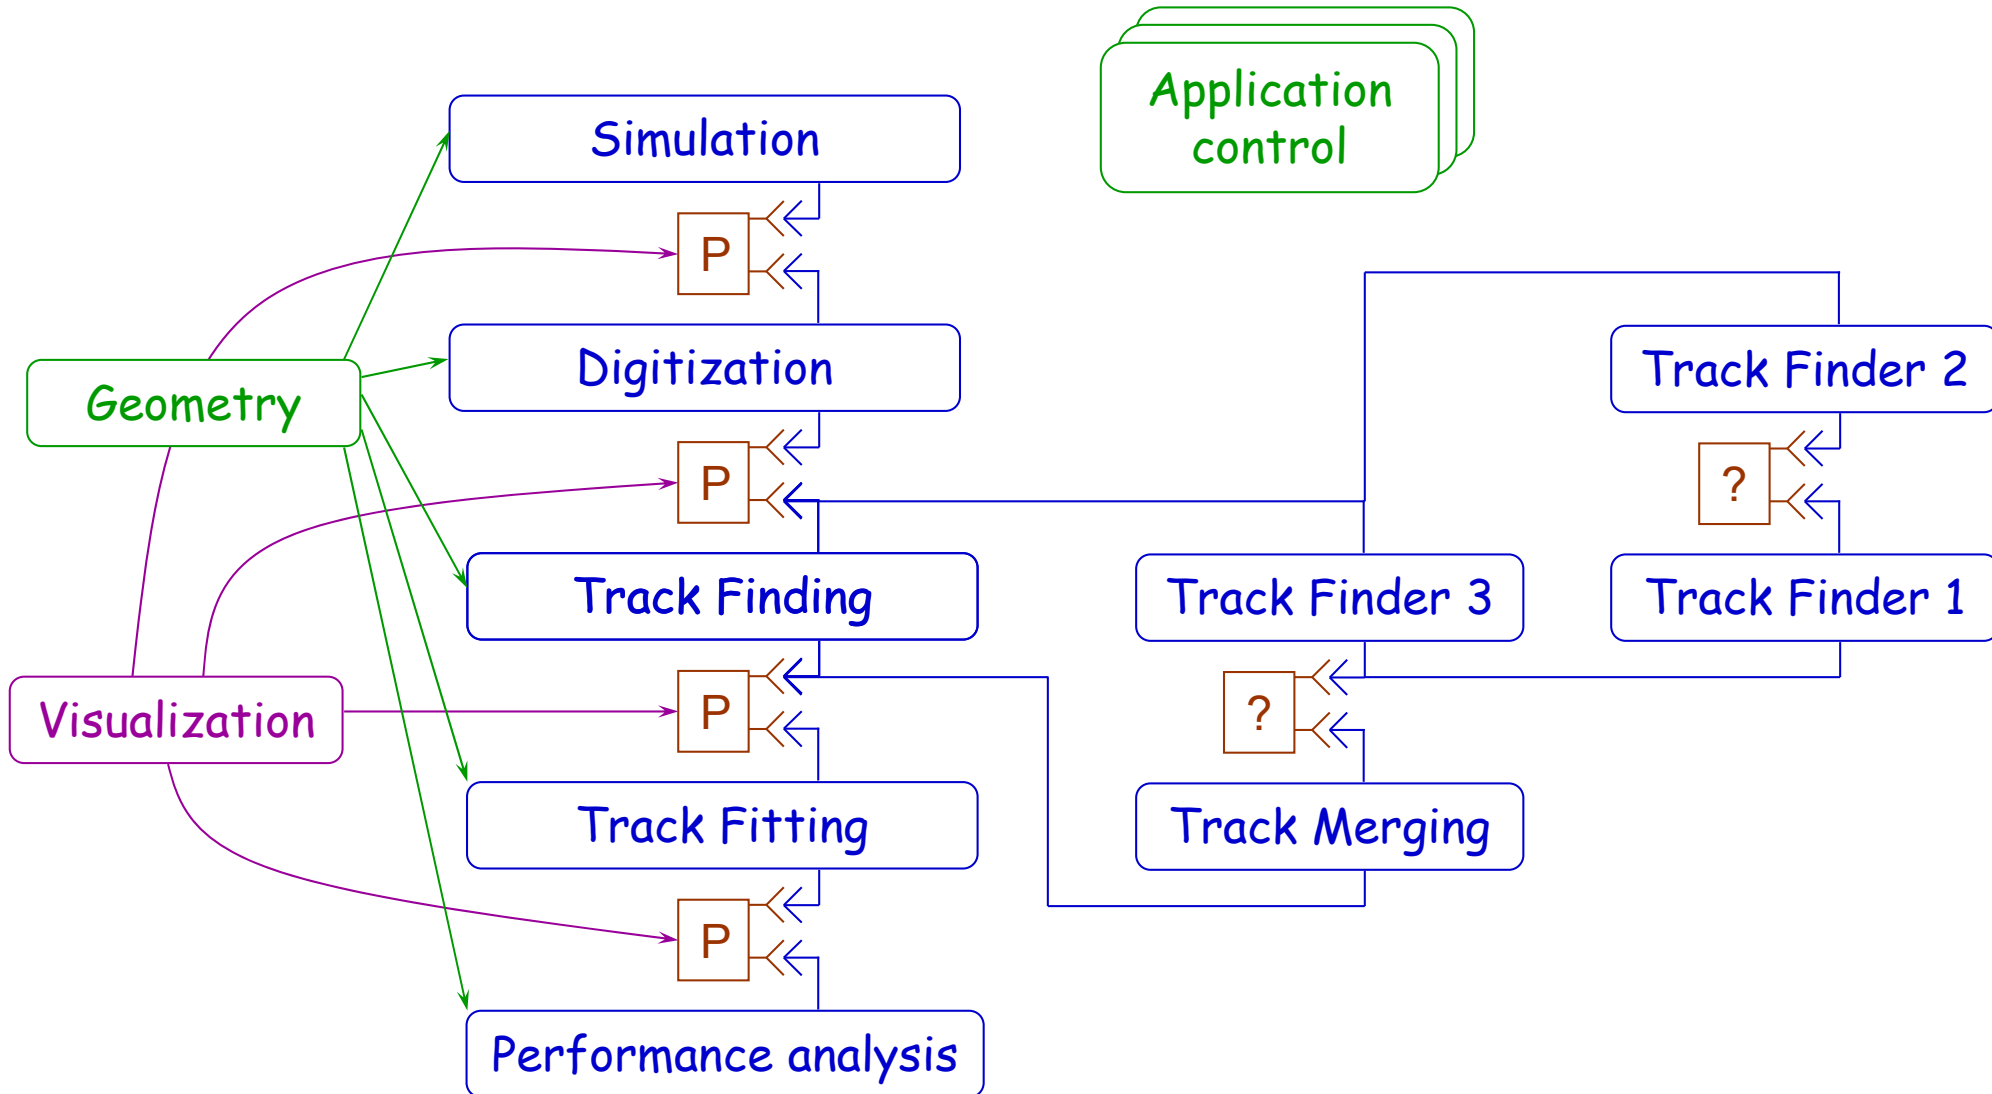 Application
control
Simulation
P
Digitization
Track Finder 2
Geometry
P
?
Track Finding
Track Finder 3
Track Finder 1
Visualization
P
?
Track Fitting
Track Merging
P
Performance analysis